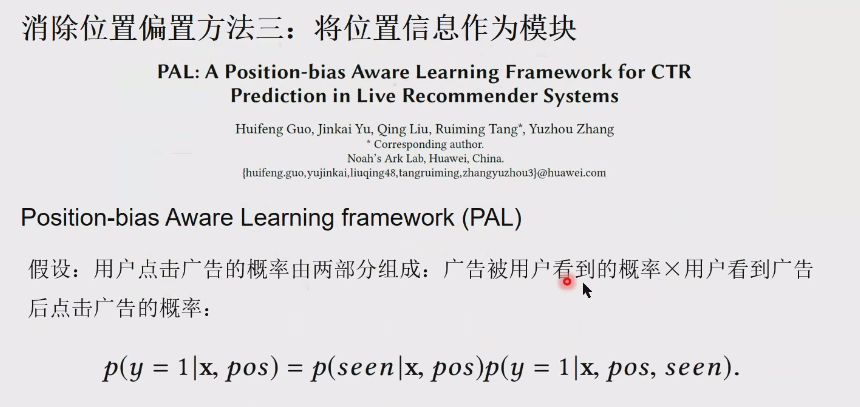 消除位置偏置方法三：将位置信息作为模块
PAL: A Position-bias Aware Learning Framework for CTR
Prediction in Live Recommender Systems
Huifeng Guo, Jinkai Yu, Qing Liu, Ruiming Tang*, Yuzhou Zhang
* Corresponding author.
Noah's Ark Lab, Huawei, China.
{huifeng.guo,yujinkai,liuqing48,tangruiming,zhangyuzhou3}@huawei.com
Position-bias Aware Learning framework (PAL)
假设：用户点击广告的概率由两部分组成：广告被用户看到的概率×用户看到广告
后点击广告的概率：
p(y = 1|x, pos) = p(seen|x, pos)p(y = 1|x, pos, seen).